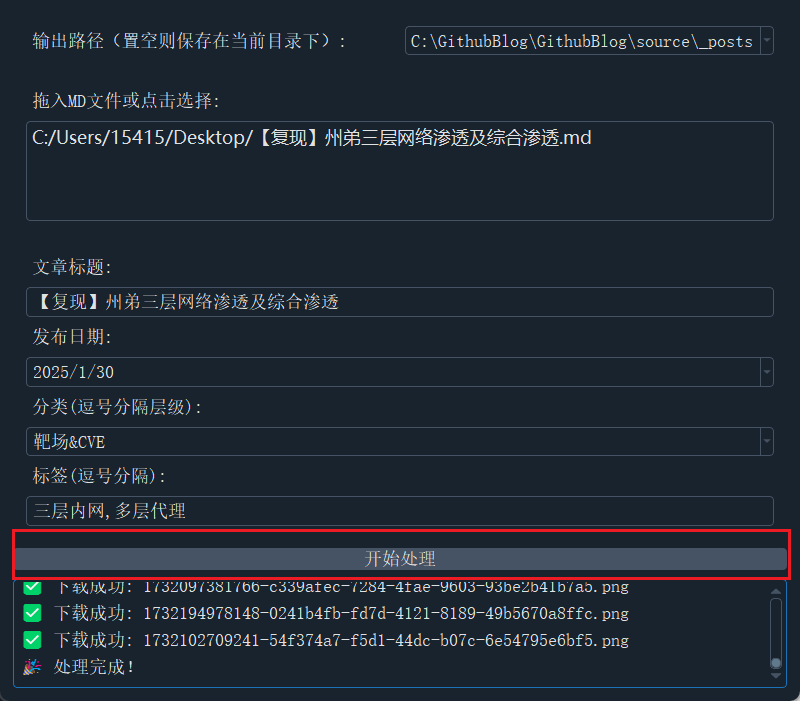 输出路径（置空则保存在当前目录下）:
C:\GithubBlog\GithubBlog\source\_posts
拖入MD文件或点击选择:
C:/Users/15415/Desktop/【复现】州弟三层网络渗透及综合渗透.md
文章标题:
【复现】州弟三层网络渗透及综合渗透
发布日期:
2025/1/30
分类(逗号分隔层级):
靶场&CVE
标签(逗号分隔):
三层内网,多层代理
开始处理
下载成功: 1732097381766-c339afec-7284-4fae-9603-93be2b41b7a5.png
下载成功: 1732194978148-0241b4fb-fd7d-4121-8189-49b5670a8ffc.png
下载成功: 1732102709241-54f374a7-f5d1-44dc-b07c-6e54795e6bf5.png
处理完成!